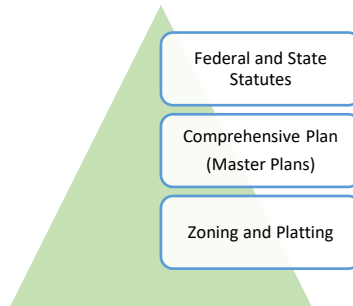 Federal and State
Statutes
Comprehensive Plan
(Master Plans)
Zoning and Platting